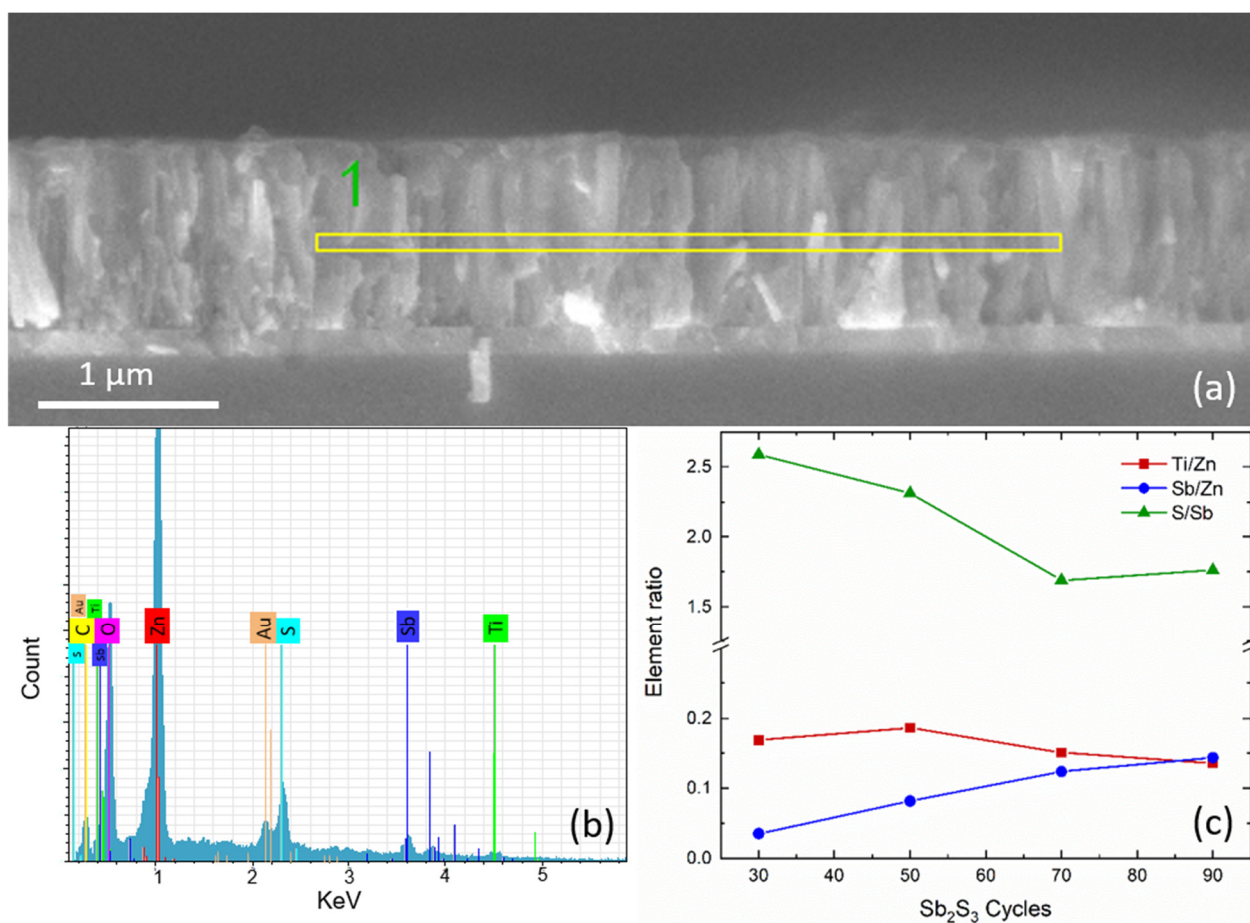 1
1 μm
(a)
Count
Au
Ti
C
O
S
Sb
Zn
Au
S
Sb
Ti
(b)
1
2
3
4
5
KeV
Element ratio
2.5
2.0
1.5
0.2
0.1
0.0
Ti/Zn
Sb/Zn
S/Sb
(c)
30
40
50
60
70
80
90
Sb₂S₃ Cycles